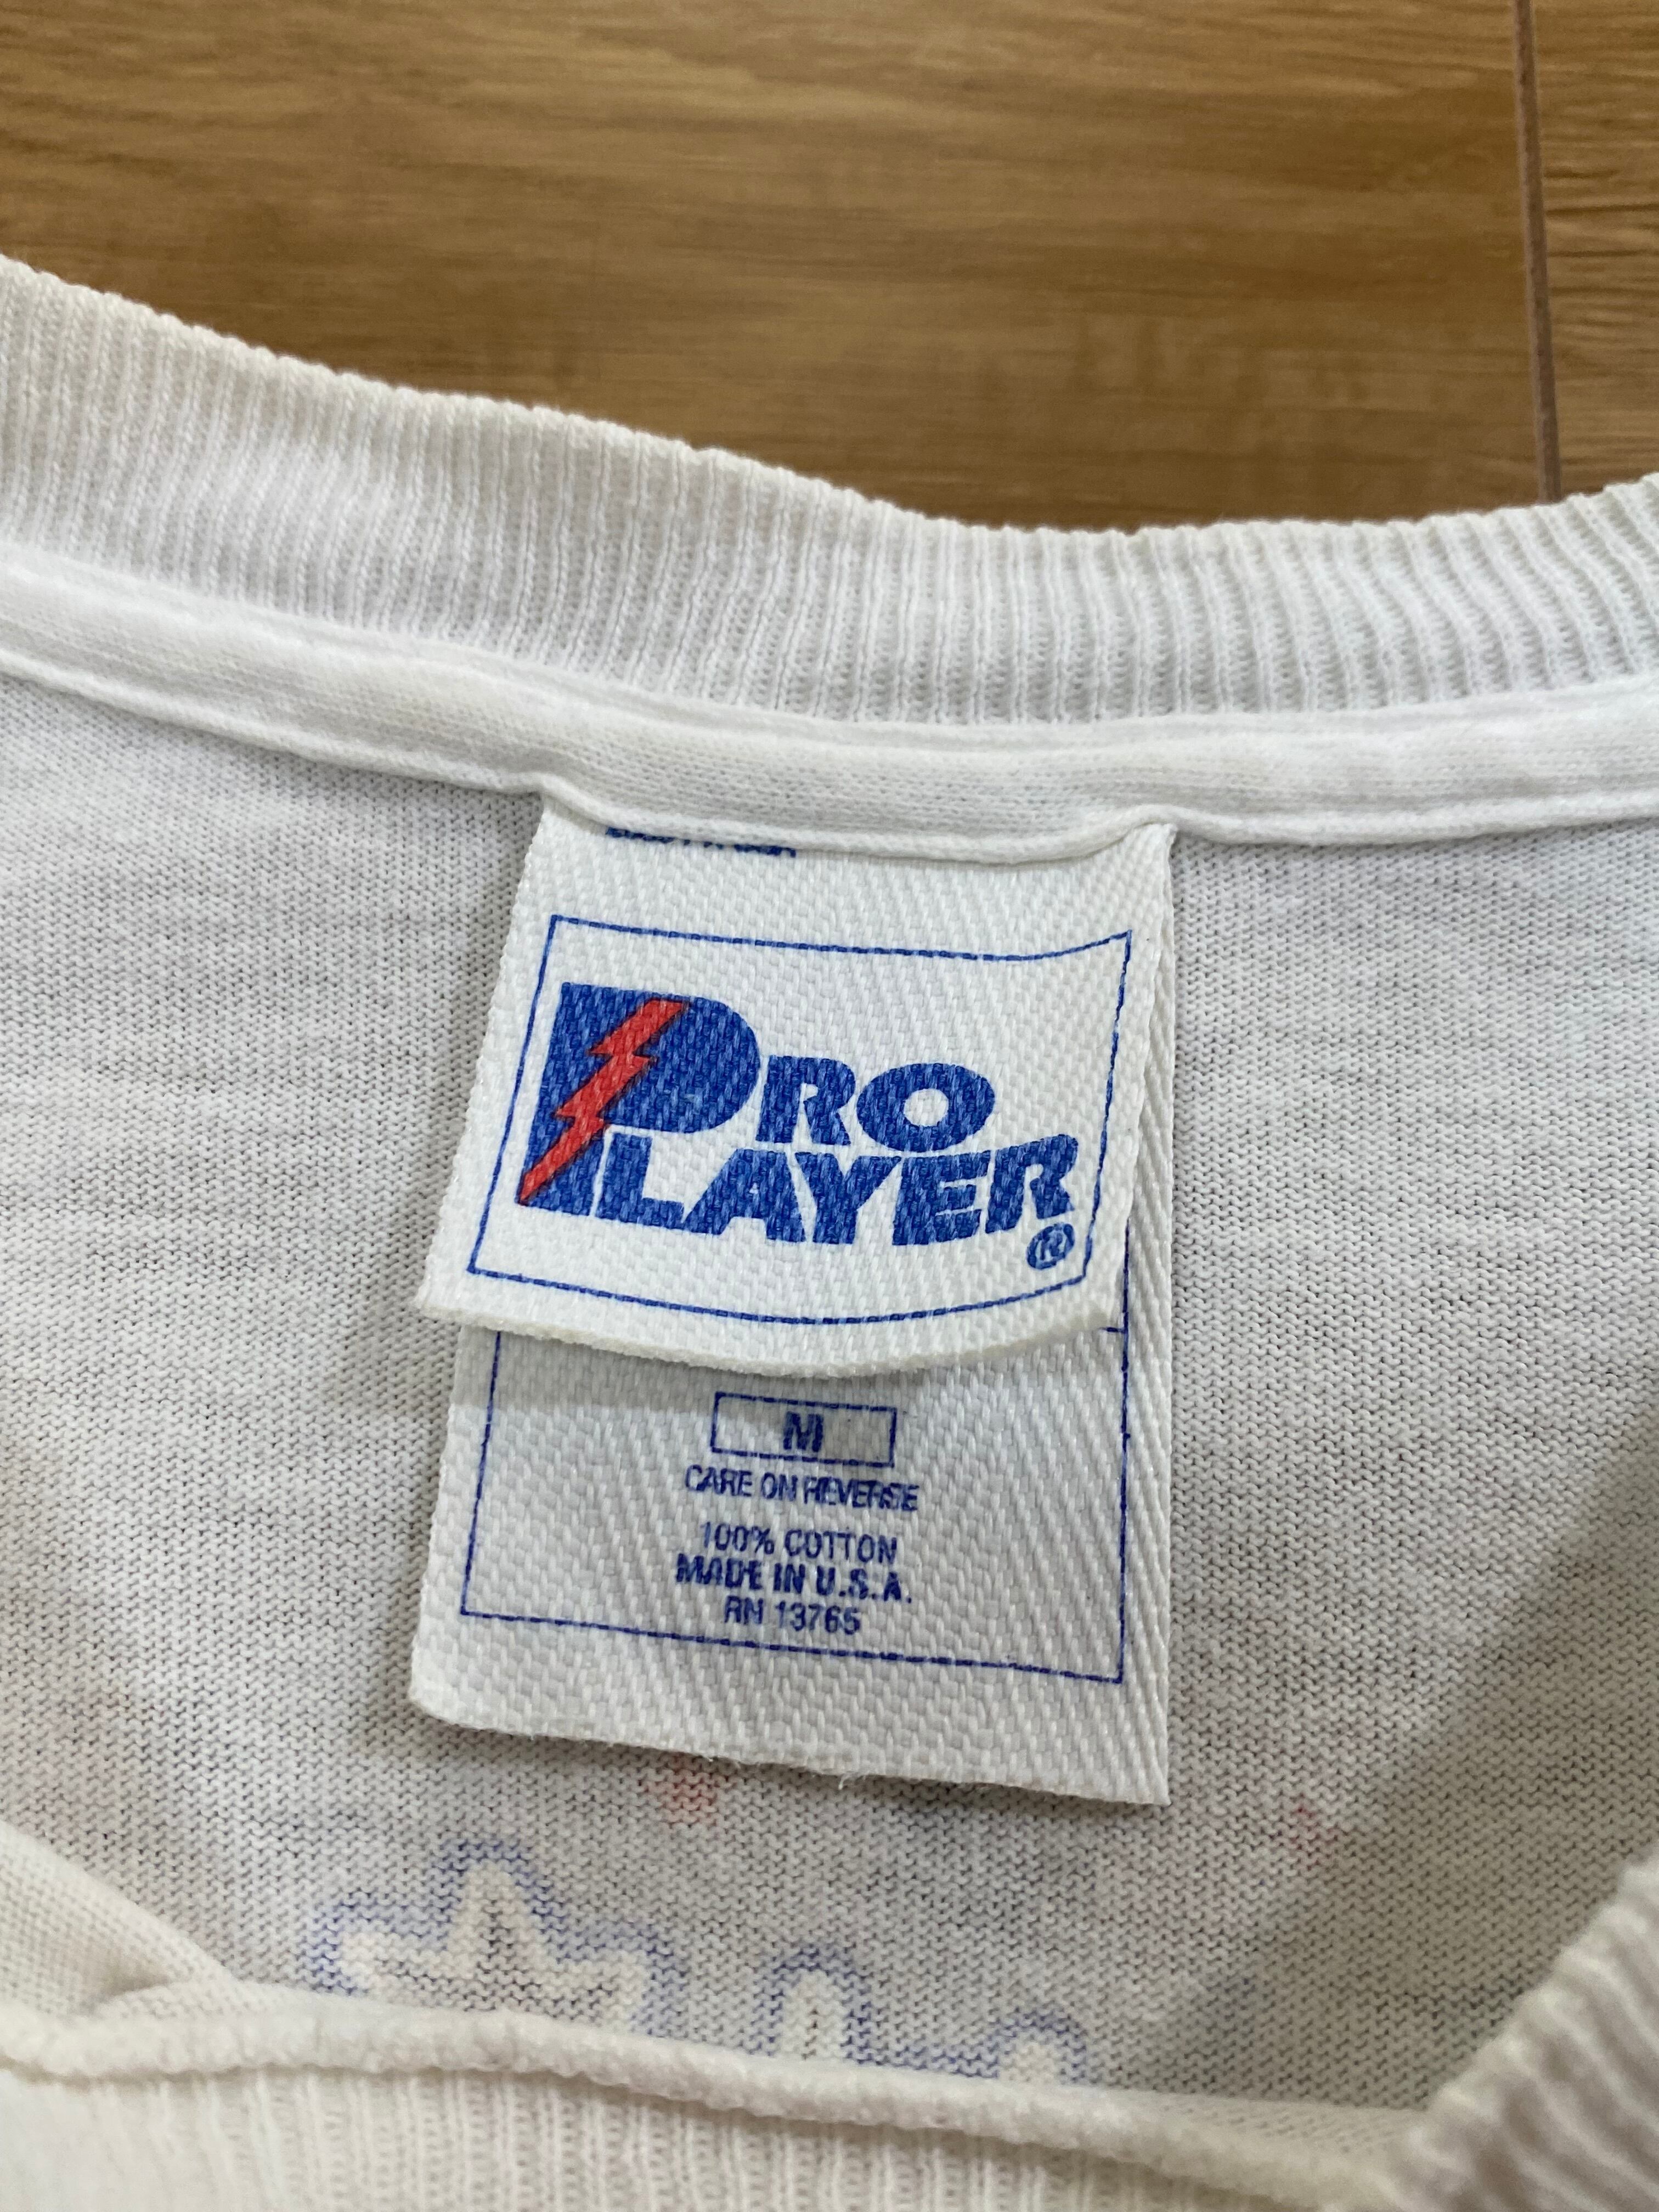 PRO
PLAYER®
M
CARE ON REVERSE
100% COTTON
MADE IN U.S.A.
RN 13765